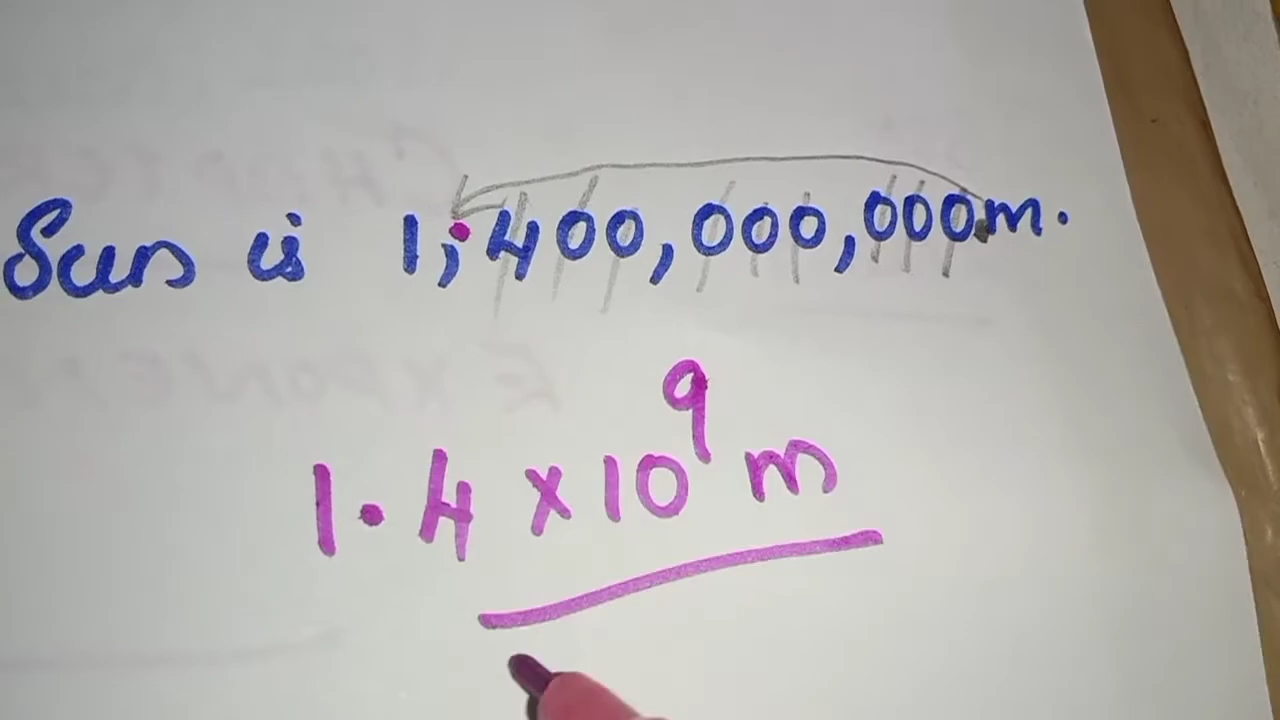 Sun is 1,400,000,000m.
1.4 × 10⁹ m